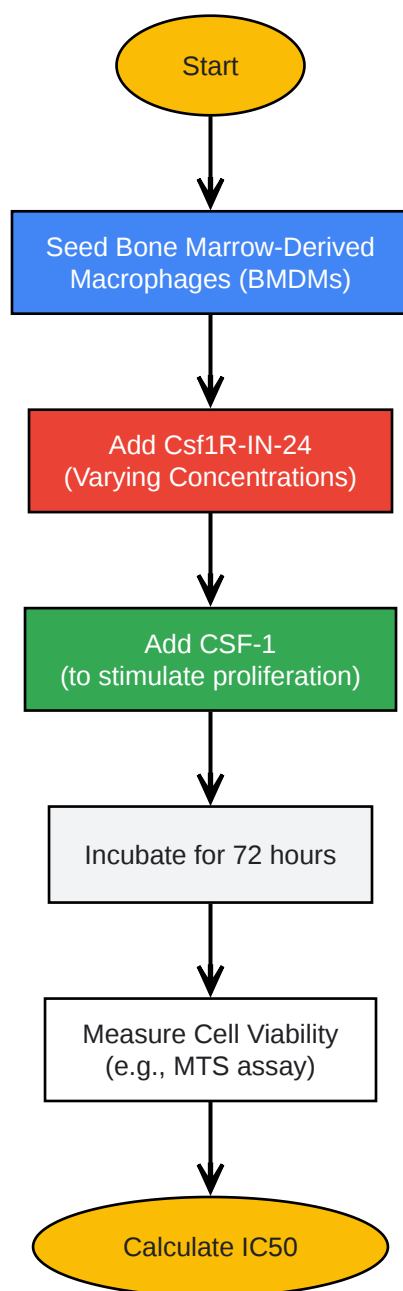 Start
Seed Bone Marrow-Derived
Macrophages (BMDMs)
Add Csf1R-IN-24
(Varying Concentrations)
Add CSF-1
(to stimulate proliferation)
Incubate for 72 hours
Measure Cell Viability
(e.g., MTS assay)
Calculate IC50